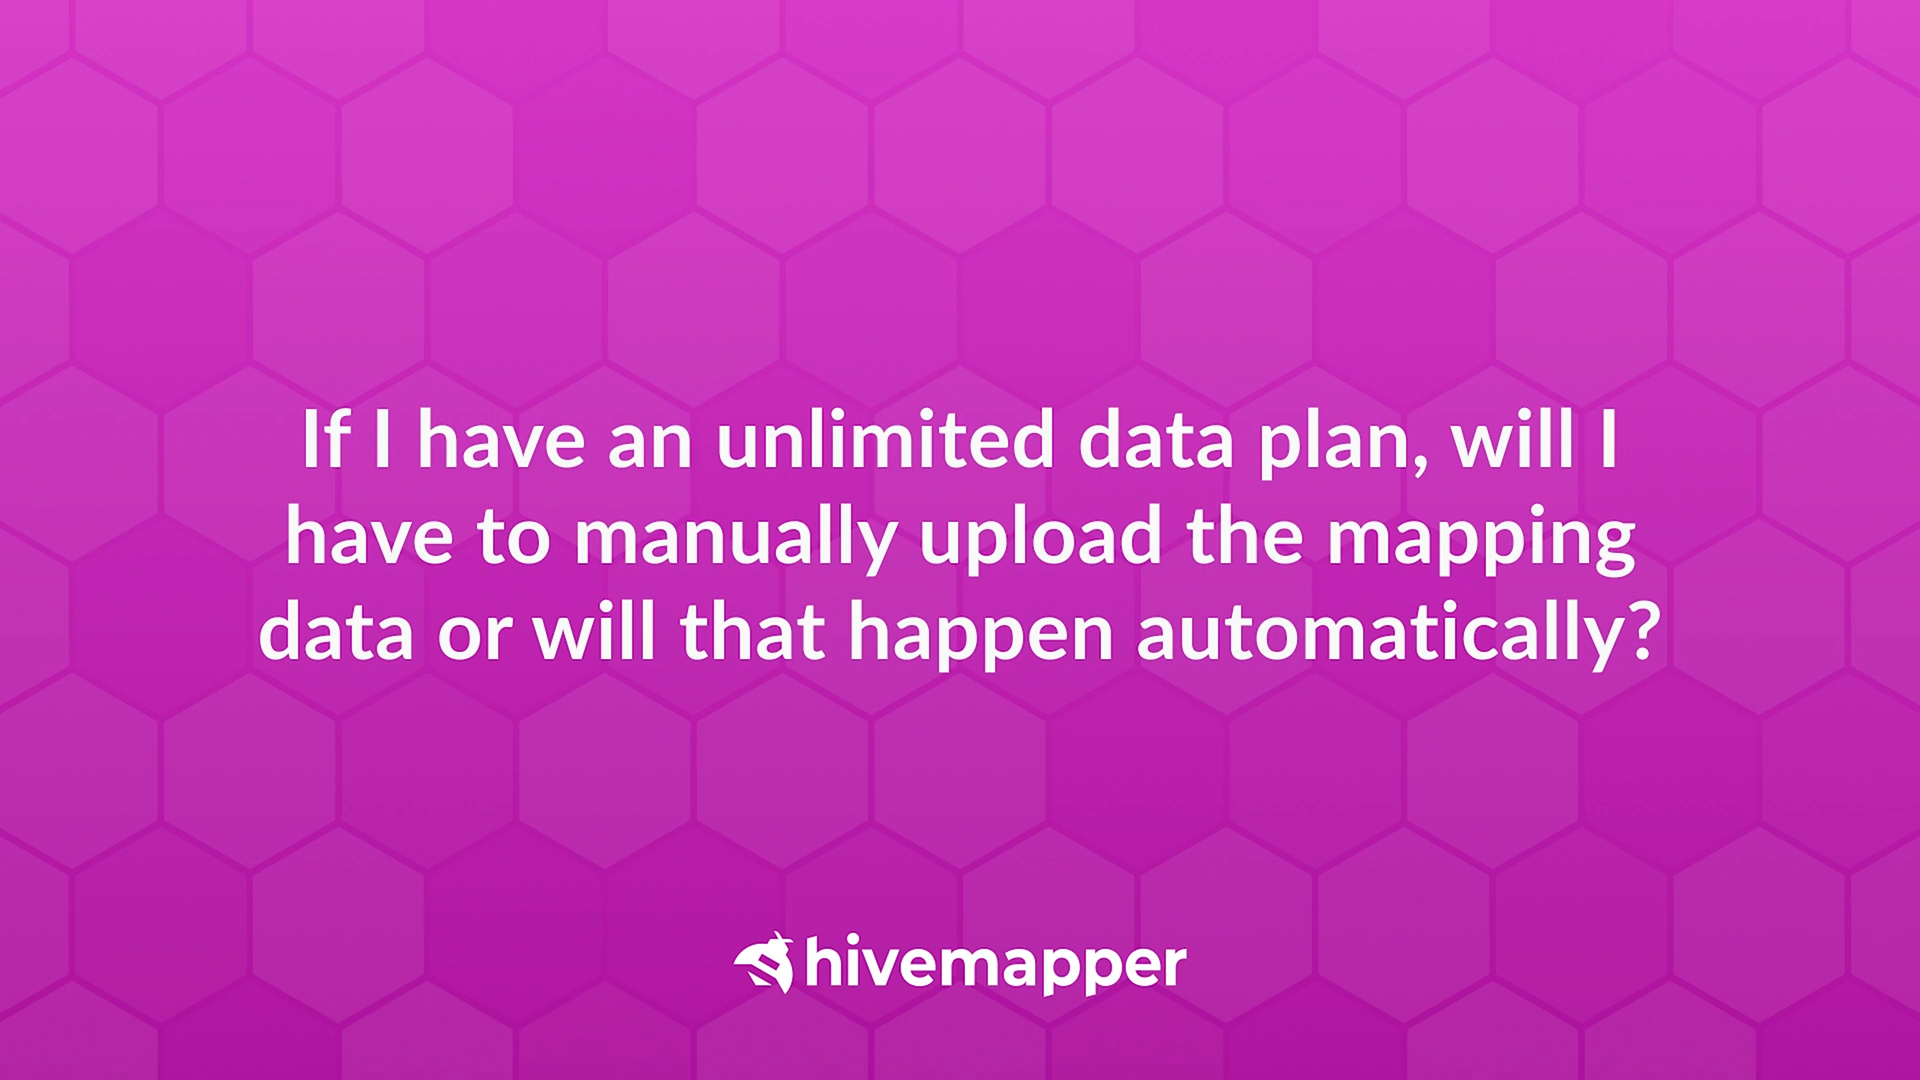 If I have an unlimited data plan, will I
have to manually upload the mapping
data or will that happen automatically?
hivemapper